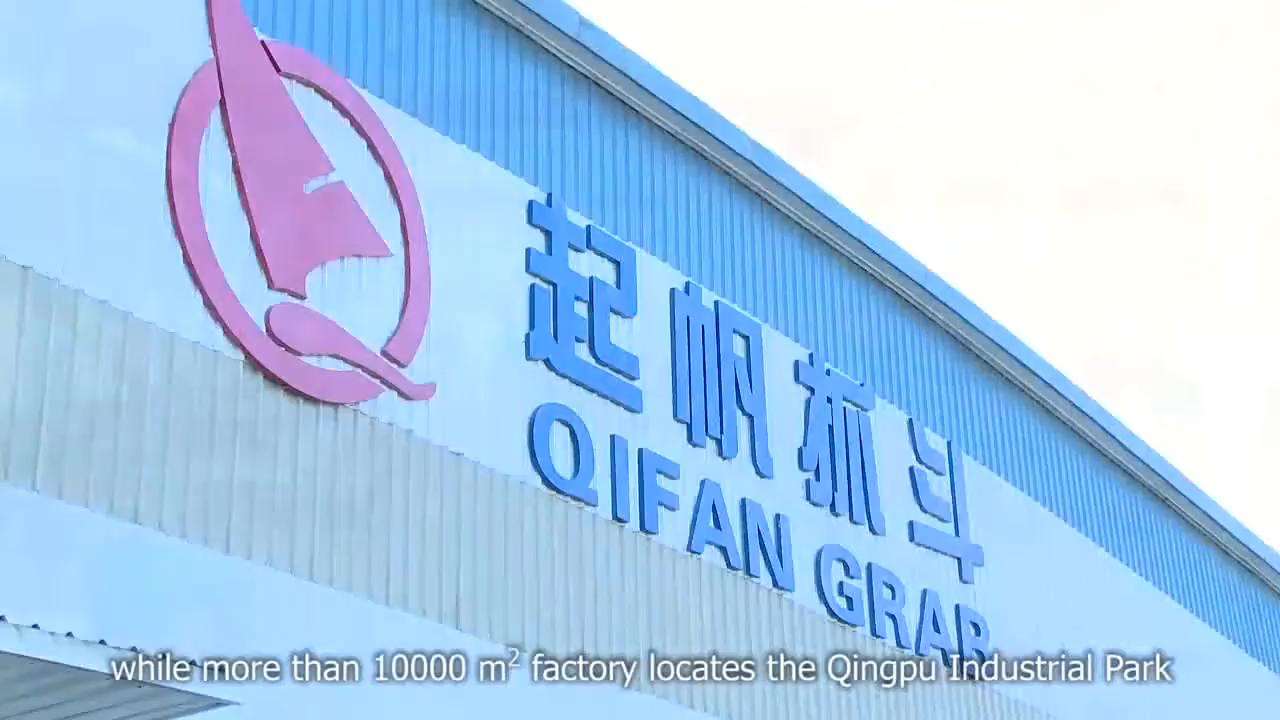 起帆抓斗
QIFAN GRAB
while more than 10000 m² factory locates the Qingpu Industrial Park